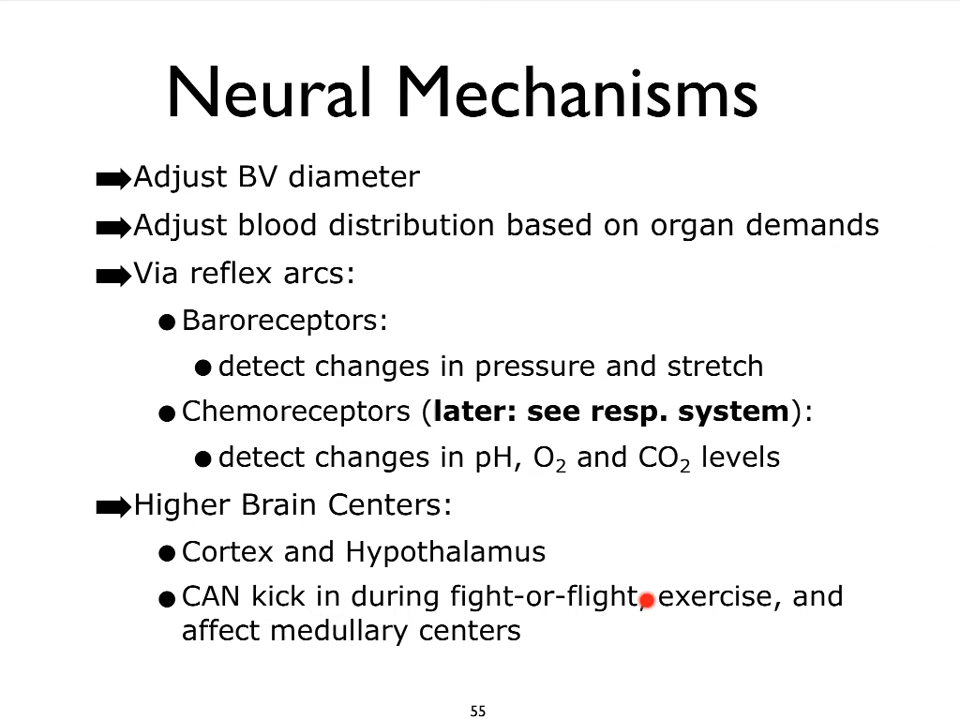 Neural Mechanisms
➡Adjust BV diameter
➡Adjust blood distribution based on organ demands
➡Via reflex arcs:
•Baroreceptors:
•detect changes in pressure and stretch
•Chemoreceptors (later: see resp. system):
•detect changes in pH, O₂ and CO₂ levels
➡Higher Brain Centers:
•Cortex and Hypothalamus
•CAN kick in during fight-or-flight, exercise, and
affect medullary centers
55